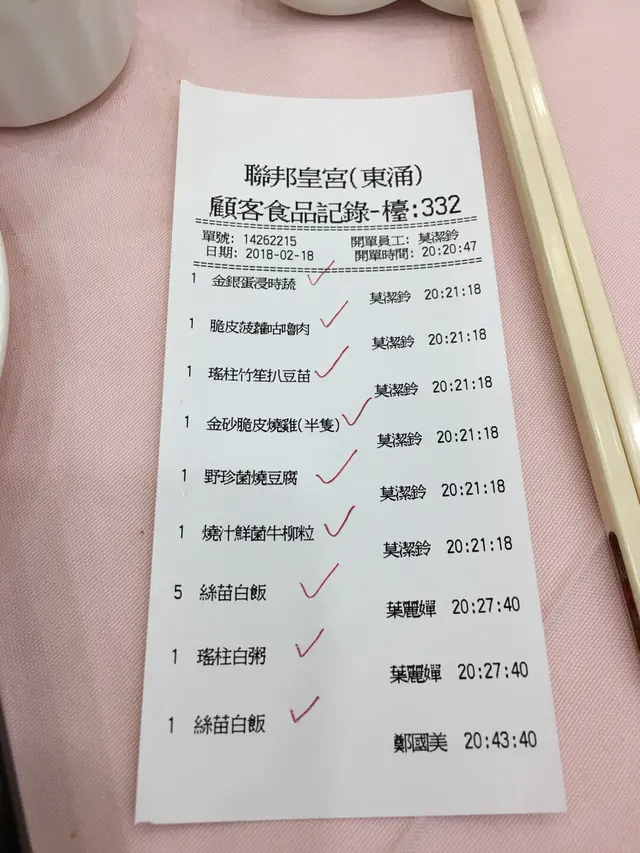 聯邦皇宮(東涌)
顧客食品記錄-檯:332
單號: 14262215 開單員工: 莫潔鈴
日期: 2018-02-18 開單時間: 20:20:47
1 金銀蛋浸時蔬 莫潔鈴 20:21:18
1 脆皮菠蘿咕嚕肉 莫潔鈴 20:21:18
1 瑤柱竹笙扒豆苗 莫潔鈴 20:21:18
1 金砂脆皮燒雞(半隻) 莫潔鈴 20:21:18
1 野珍菌燒豆腐 莫潔鈴 20:21:18
1 燒汁鮮菌牛柳粒 莫潔鈴 20:21:18
5 絲苗白飯 葉麗嬋 20:27:40
1 瑤柱白粥 葉麗嬋 20:27:40
1 絲苗白飯 鄭國美 20:43:40